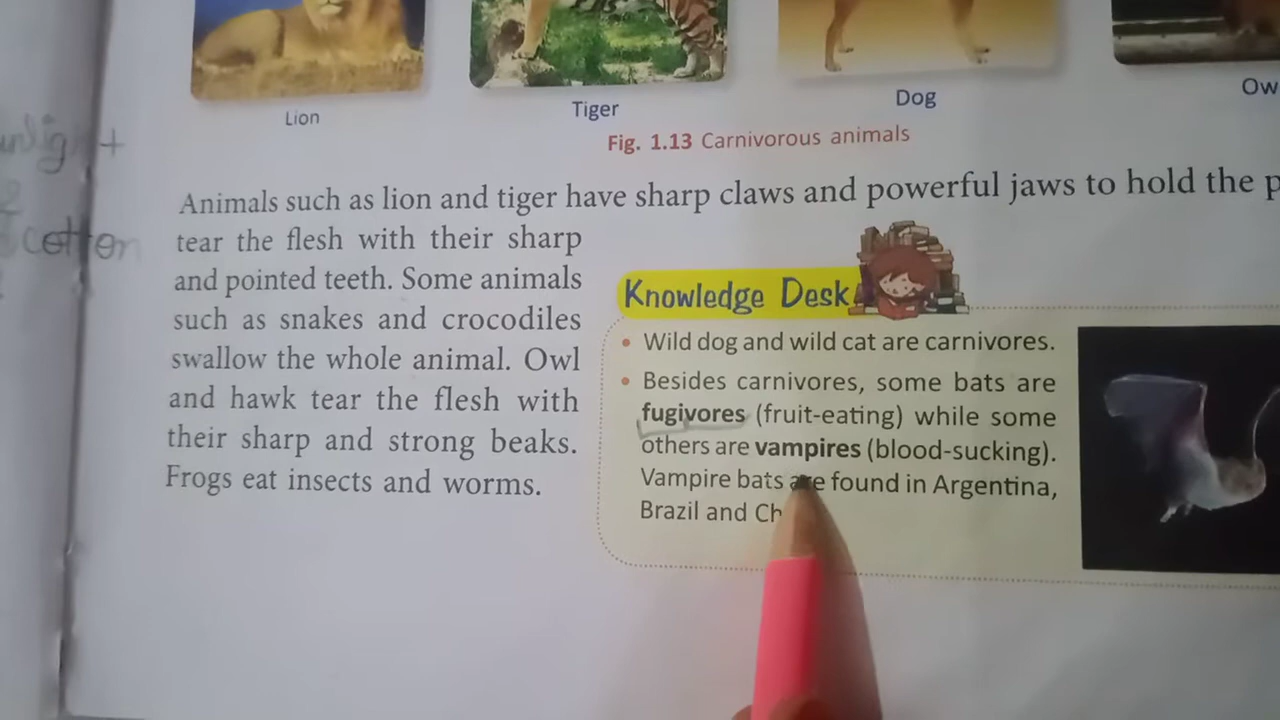 Lion
Tiger
Dog
Fig. 1.13 Carnivorous animals
Animals such as lion and tiger have sharp claws and powerful jaws to hold the
tear the flesh with their sharp
and pointed teeth. Some animals
such as snakes and crocodiles
swallow the whole animal. Owl
and hawk tear the flesh with
their sharp and strong beaks.
Frogs eat insects and worms.
Knowledge Desk
• Wild dog and wild cat are carnivores.
• Besides carnivores, some bats are
fugivores (fruit-eating) while some
others are vampires (blood-sucking).
Vampire bats are found in Argentina,
Brazil and
cotton